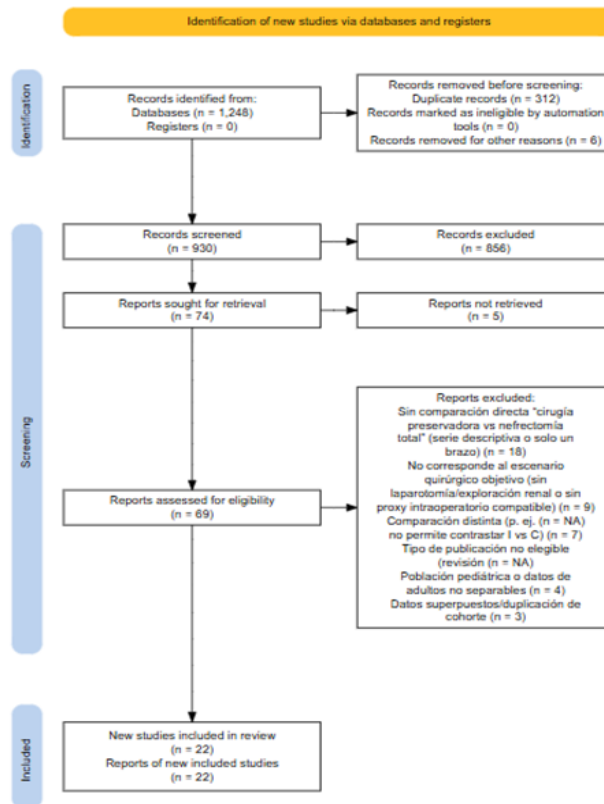 Identification of new studies via databases and registers
Identification
Records identified from:
Databases (n = 1,248)
Registers (n = 0)
Records removed before screening:
Duplicate records (n = 312)
Records marked as ineligible by automation
tools (n = 0)
Records removed for other reasons (n = 6)
Screening
Records screened
(n = 930)
Records excluded
(n = 856)
Reports sought for retrieval
(n = 74)
Reports not retrieved
(n = 5)
Reports assessed for eligibility
(n = 69)
Reports excluded:
Sin comparación directa “cirugía
preservadora vs nefrectomía
total” (serie descriptiva o solo un
brazo) (n = 18)
No corresponde al escenario
quirúrgico objetivo (sin
laparotomía/exploración renal o sin
proxy intraoperatorio compatible) (n = 9)
Comparación distinta (p. ej. (n = NA)
no permite contrastar I vs C) (n = 7)
Tipo de publicación no elegible
(revisión (n = NA)
Población pediátrica o datos de
adultos no separables (n = 4)
Datos superpuestos/duplicación de
cohorte (n = 3)
Included
New studies included in review
(n = 22)
Reports of new included studies
(n = 22)